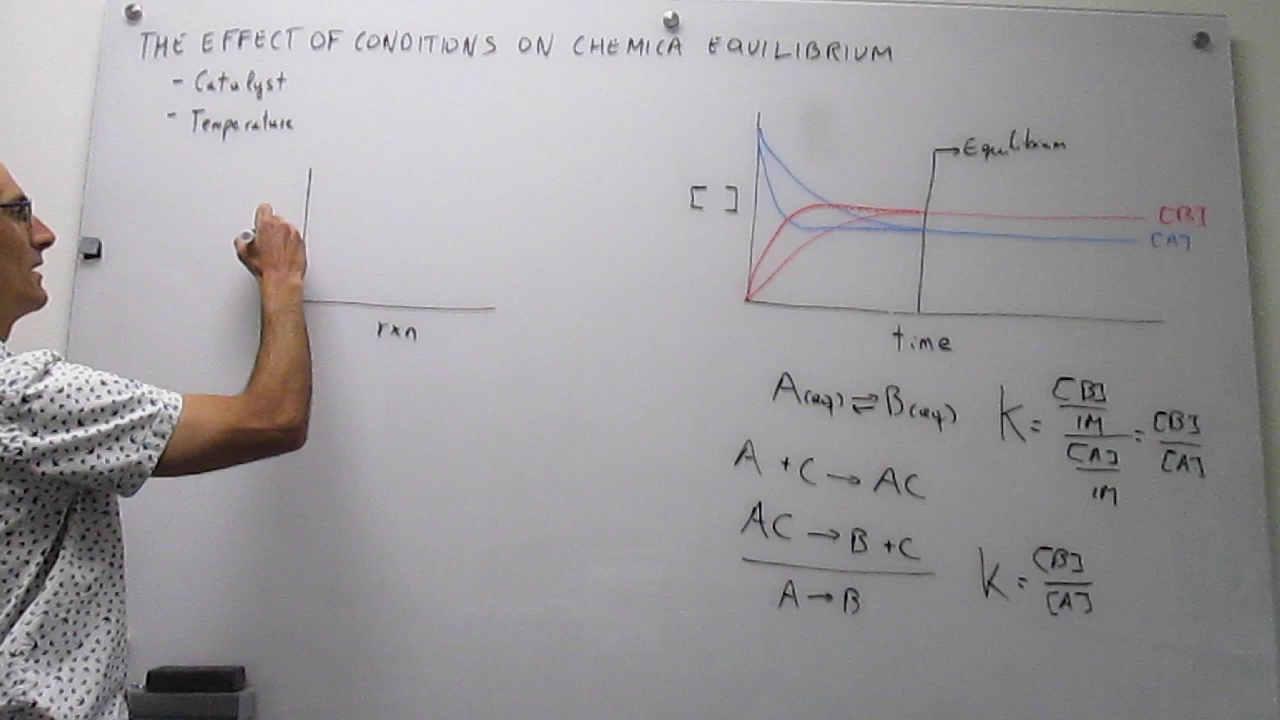 THE EFFECT OF CONDITIONS ON CHEMICA EQUILIBRIUM
- Catalyst
- Temperature
rxn
[ ]
Equilibrium
[B]
[A]
time
A(aq) ⇌ B(aq)
K = [B]/1M / [A]/1M = [B]/[A]
A + C → AC
AC → B + C
A → B
K = [B]/[A]